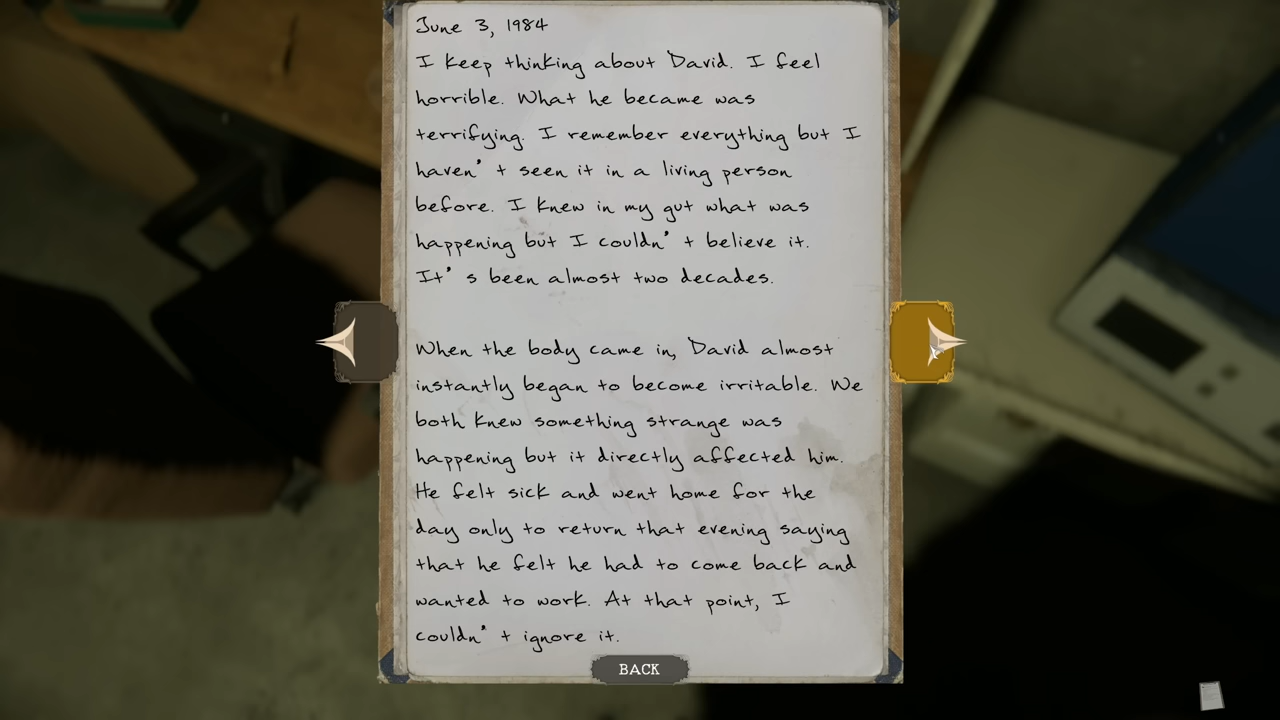 June 3, 1984
I keep thinking about David. I feel
horrible. What he became was
terrifying. I remember everything but I
haven't seen it in a living person
before. I knew in my gut what was
happening but I couldn't believe it.
It's been almost two decades.
When the body came in, David almost
instantly began to become irritable. We
both knew something strange was
happening but it directly affected him.
He felt sick and went home for the
day only to return that evening saying
that he felt he had to come back and
wanted to work. At that point, I
couldn't ignore it.
BACK